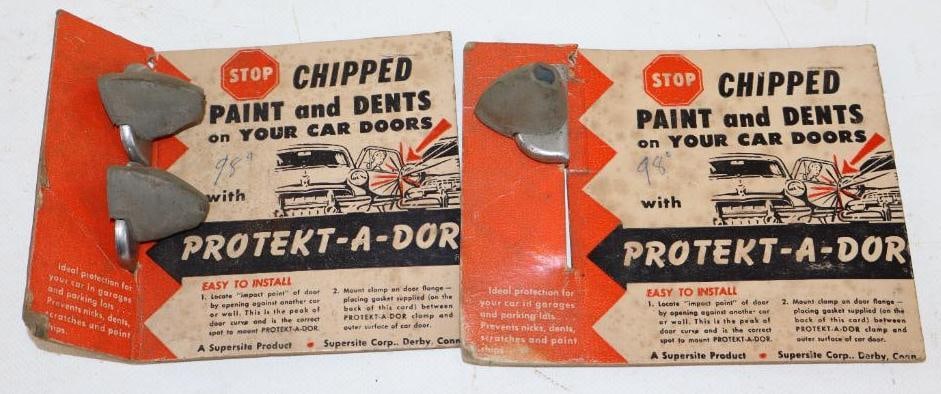 STOP
CHIPPED
PAINT and DENTS
on YOUR CAR DOORS
98¢
with
PROTEKT-A-DOR
Ideal protection for
your car in garages
and parking lots.
Prevents nicks, dents,
scratches and paint
chips.
EASY TO INSTALL
1. Locate "impact point" of door
by opening against another car
or wall. This is the peak of
door curve and is the correct
spot to mount PROTEKT-A-DOR.
2. Mount clamp on door flange —
placing gasket supplied (on the
back of this card) between
PROTEKT-A-DOR clamp and
outer surface of car door.
A Supersite Product • Supersite Corp., Derby, Conn
STOP
CHIPPED
PAINT and DENTS
on YOUR CAR DOORS
98¢
with
PROTEKT-A-DOR
Ideal protection for
your car in garages
and parking lots.
Prevents nicks, dents,
scratches and paint
chips
EASY TO INSTALL
1. Locate "impact point" of door
by opening against another car
or wall. This is the peak of
door curve and is the correct
spot to mount PROTEKT-A-DOR.
2. Mount clamp on door flange —
placing gasket supplied (on the
back of this card) between
PROTEKT-A-DOR clamp and
outer surface of car door.
A Supersite Product • Supersite Corp., Derby, Conn.